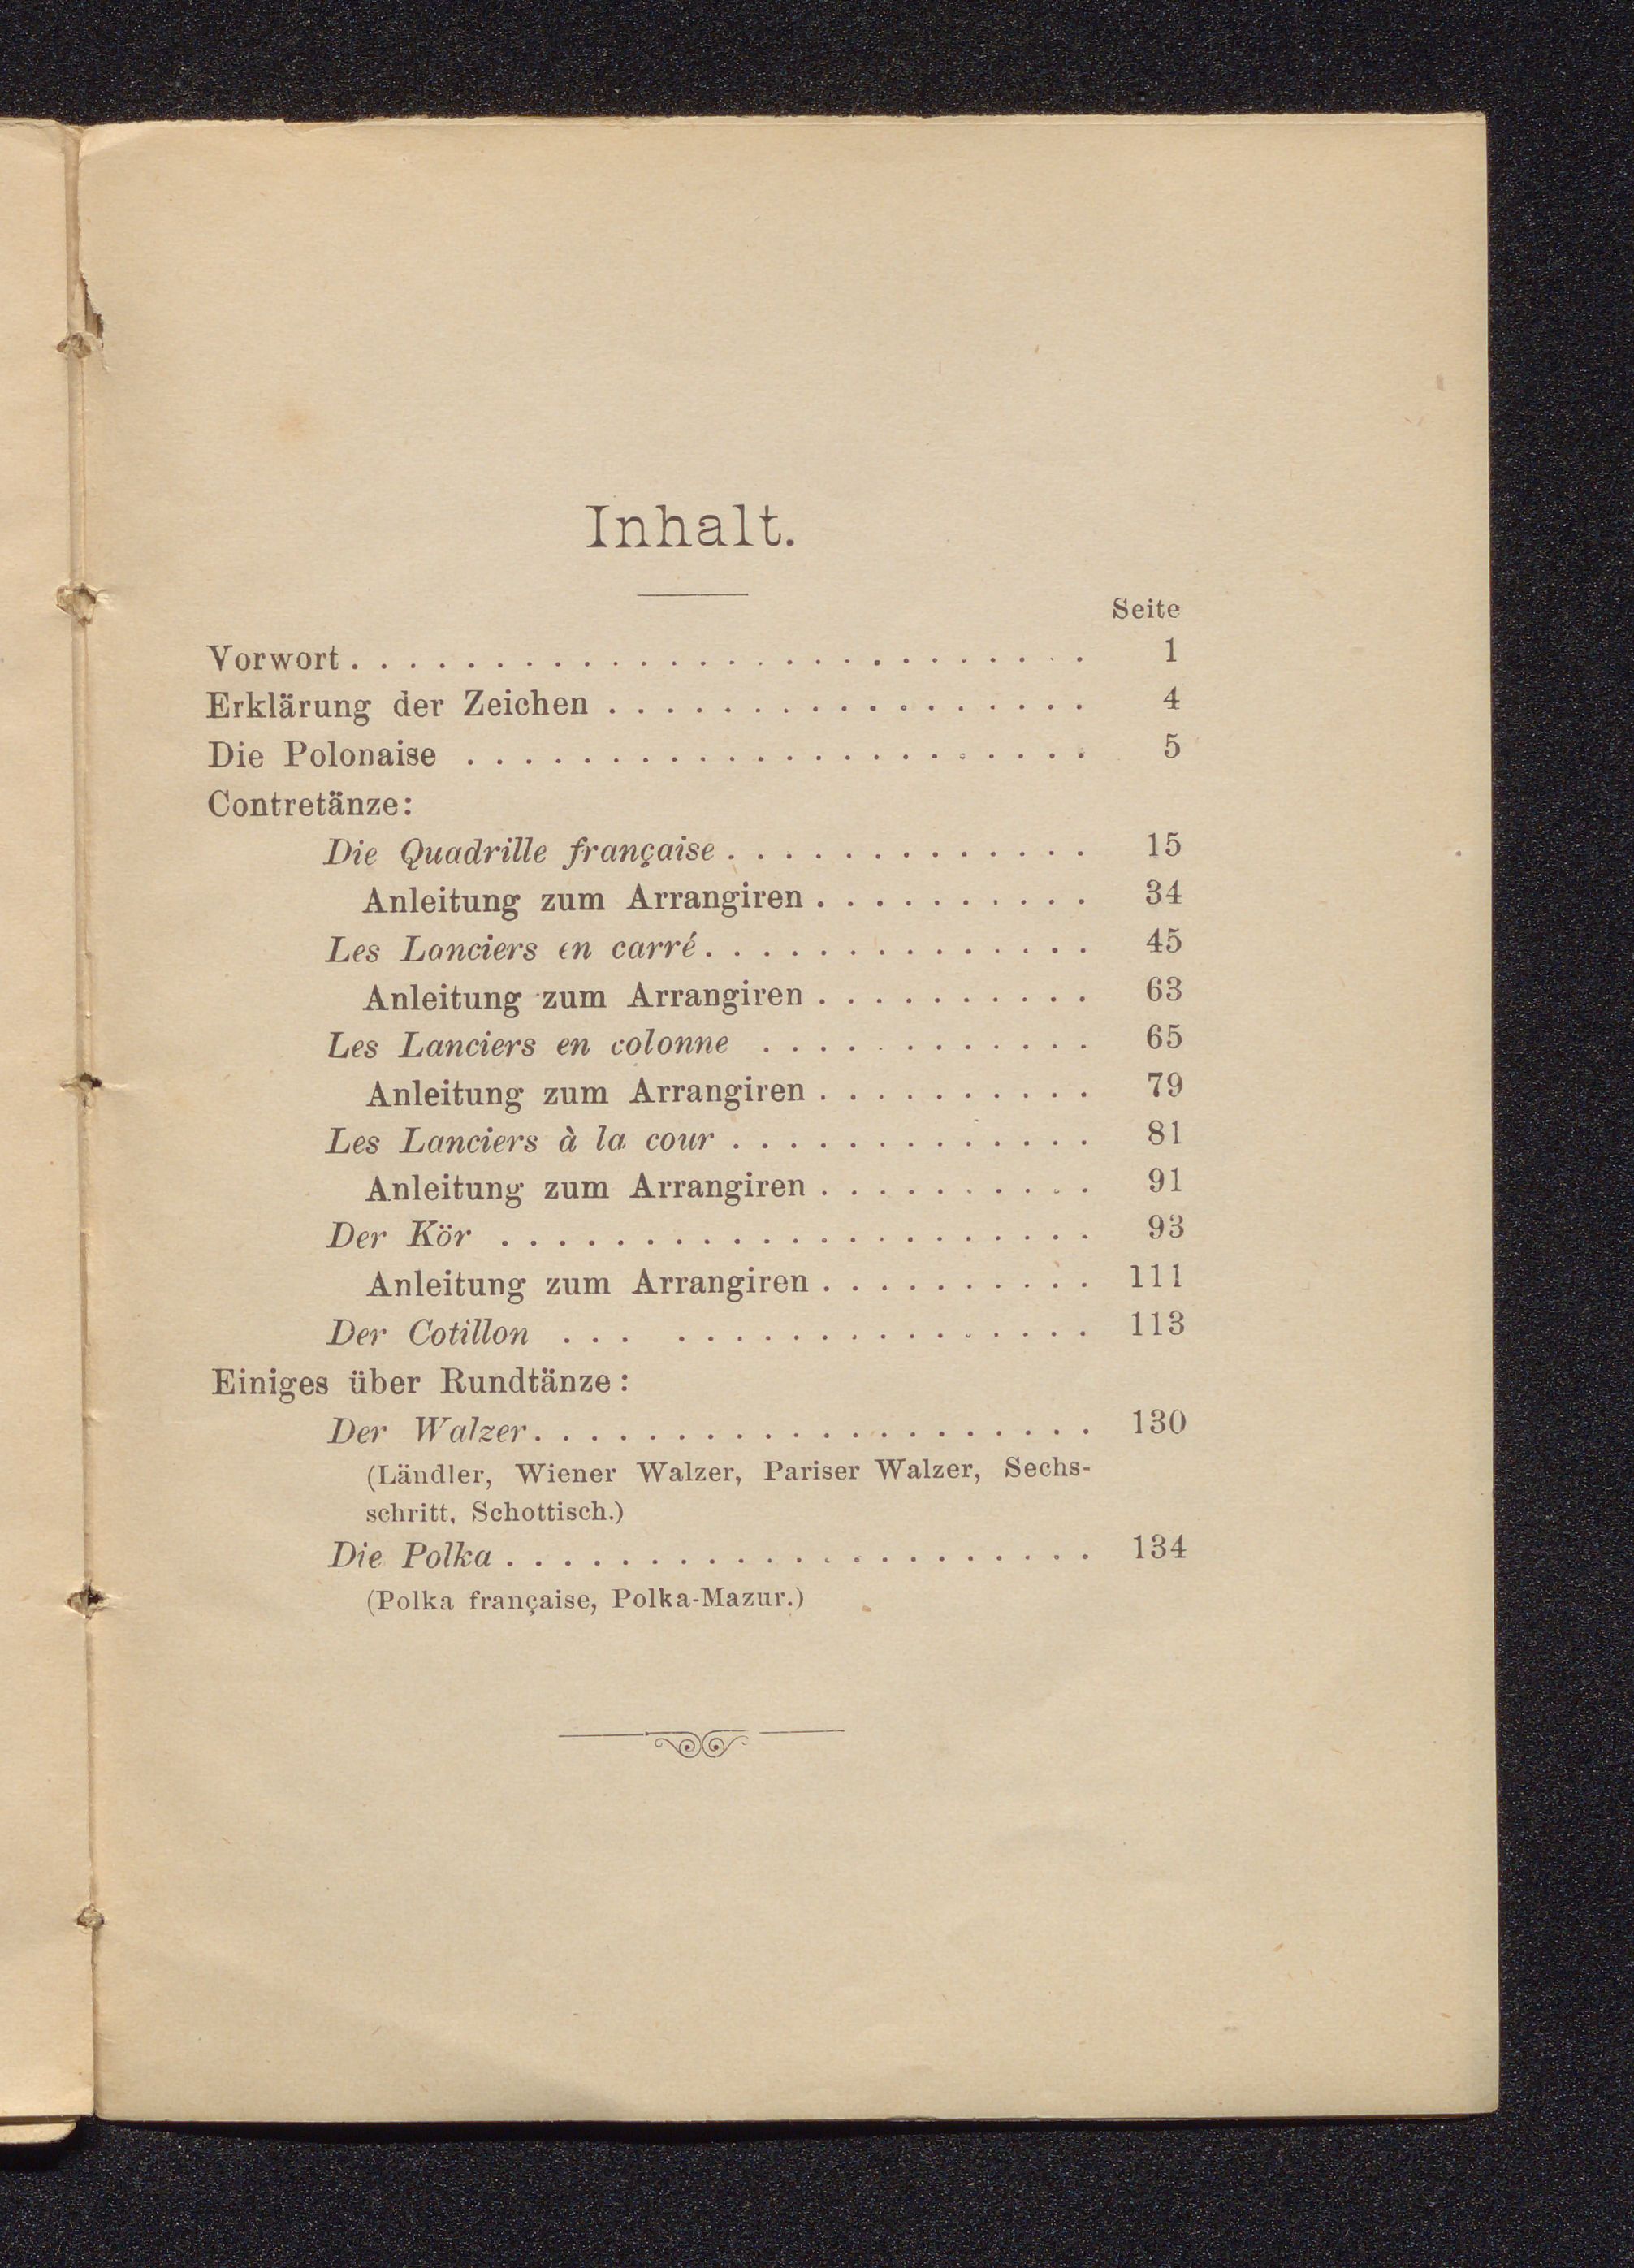 Inhalt.
Seite
Vorwort . . . . . . . . . . . . . . . . . . . . . . . . . . 1
Erklärung der Zeichen . . . . . . . . . . . . . . . . . 4
Die Polonaise . . . . . . . . . . . . . . . . . . . . . . 5
Contretänze:
Die Quadrille française . . . . . . . . . . . . . 15
Anleitung zum Arrangiren . . . . . . . . . . 34
Les Lanciers en carré . . . . . . . . . . . . . . 45
Anleitung zum Arrangiren . . . . . . . . . . 63
Les Lanciers en colonne . . . . . . . . . . . . 65
Anleitung zum Arrangiren . . . . . . . . . . 79
Les Lanciers à la cour . . . . . . . . . . . . . 81
Anleitung zum Arrangiren . . . . . . . . . . 91
Der Kör . . . . . . . . . . . . . . . . . . . . . 93
Anleitung zum Arrangiren . . . . . . . . . . 111
Der Cotillon . . . . . . . . . . . . . . . . . . 113
Einiges über Rundtänze:
Der Walzer . . . . . . . . . . . . . . . . . . . . 130
(Ländler, Wiener Walzer, Pariser Walzer, Sechs-
schritt, Schottisch.)
Die Polka . . . . . . . . . . . . . . . . . . . . . 134
(Polka française, Polka-Mazur.)